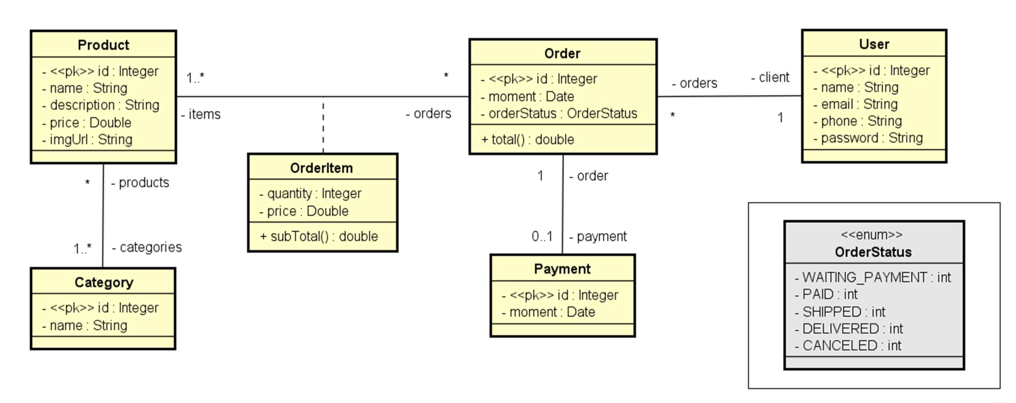 Product
- <<pk>> id : Integer
- name : String
- description : String
- price : Double
- imgUrl : String
1..*
- items
*
- orders
Order
- <<pk>> id : Integer
- moment : Date
- orderStatus : OrderStatus
+ total() : double
- orders
*
- client
1
User
- <<pk>> id : Integer
- name : String
- email : String
- phone : String
- password : String
OrderItem
- quantity : Integer
- price : Double
+ subTotal() : double
* - products
1..* - categories
Category
- <<pk>> id : Integer
- name : String
1 - order
0..1 - payment
Payment
- <<pk>> id : Integer
- moment : Date
<<enum>>
OrderStatus
- WAITING_PAYMENT : int
- PAID : int
- SHIPPED : int
- DELIVERED : int
- CANCELED : int